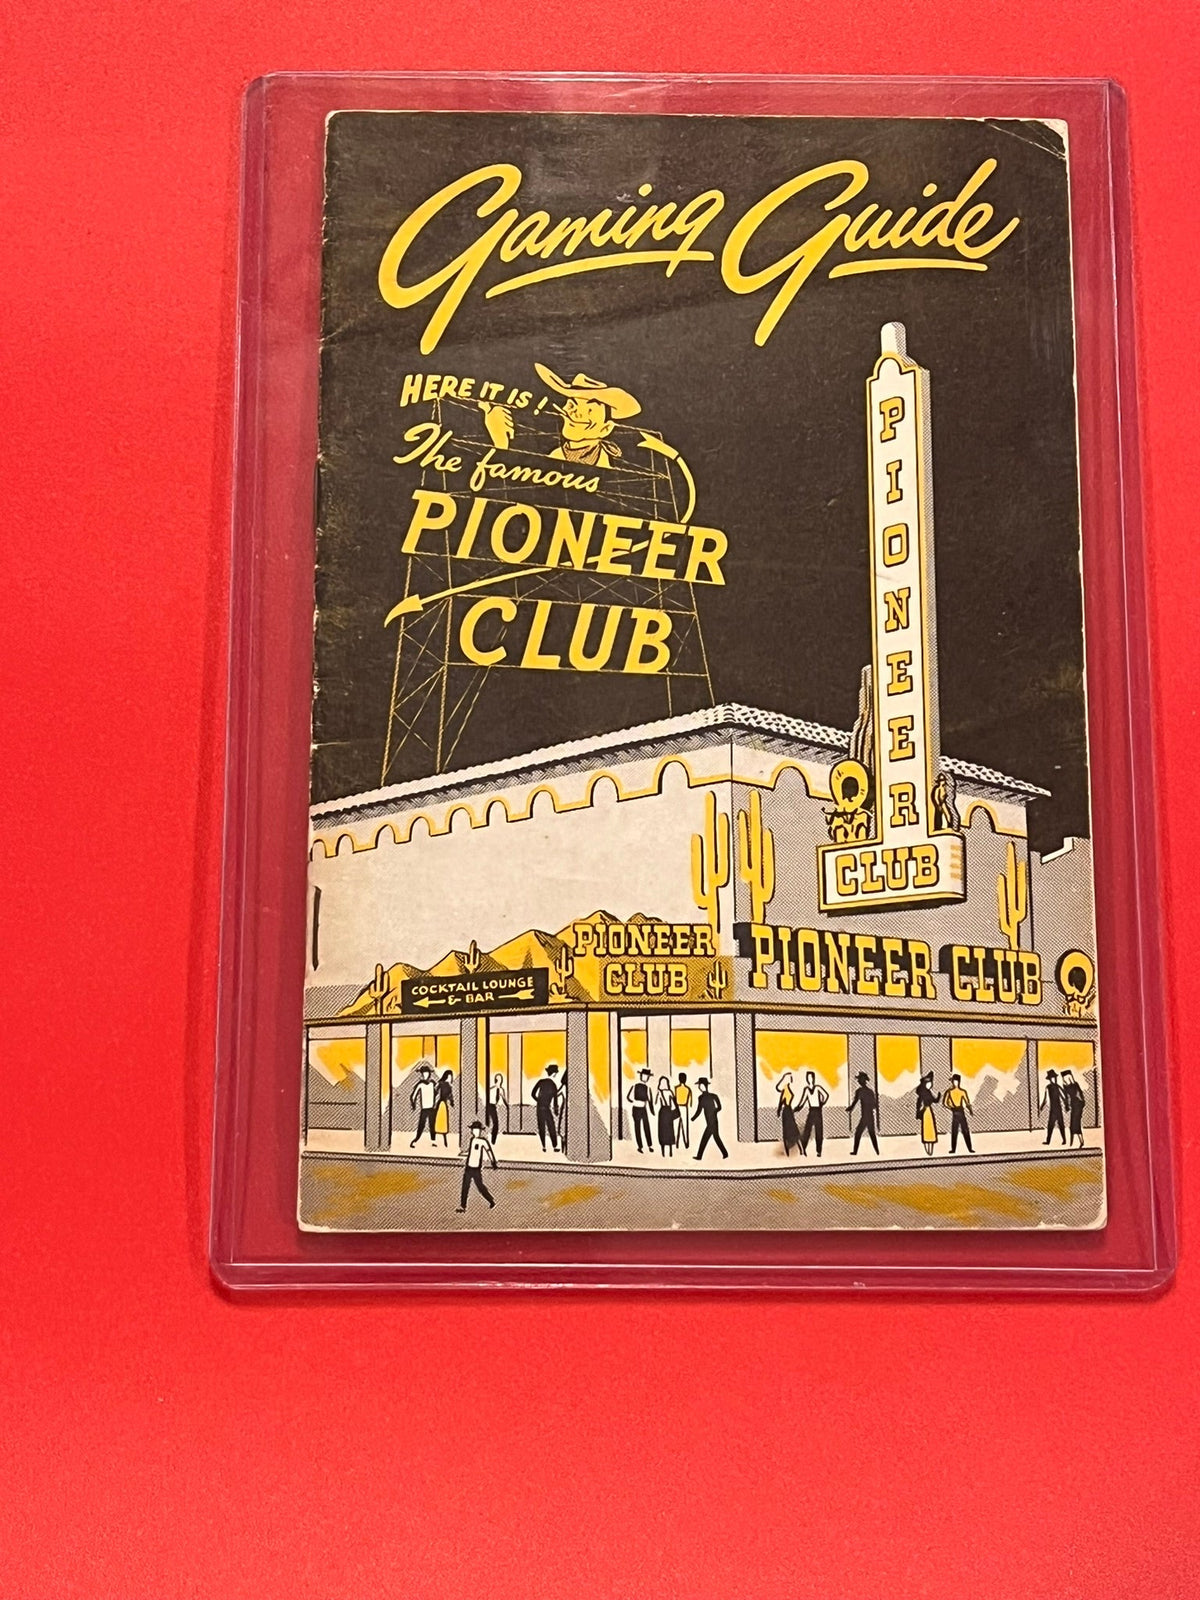 Gaming Guide
HERE IT IS!
The famous
PIONEER
CLUB
PIONEER
CLUB
PIONEER
CLUB
PIONEER CLUB
COCKTAIL LOUNGE
& BAR